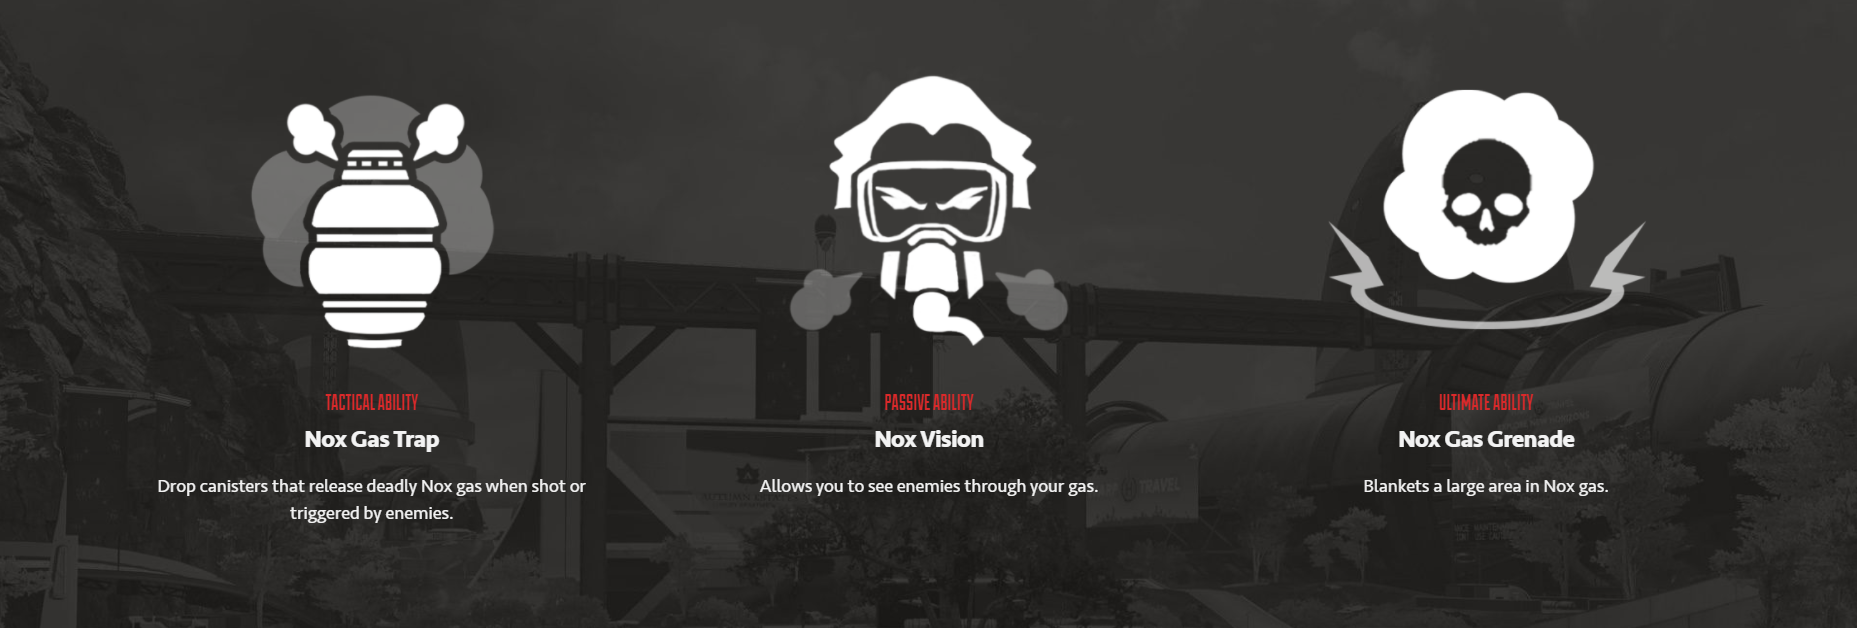 TACTICAL ABILITY
Nox Gas Trap
Drop canisters that release deadly Nox gas when shot or
triggered by enemies.
PASSIVE ABILITY
Nox Vision
Allows you to see enemies through your gas.
ULTIMATE ABILITY
Nox Gas Grenade
Blankets a large area in Nox gas.
TRAVEL